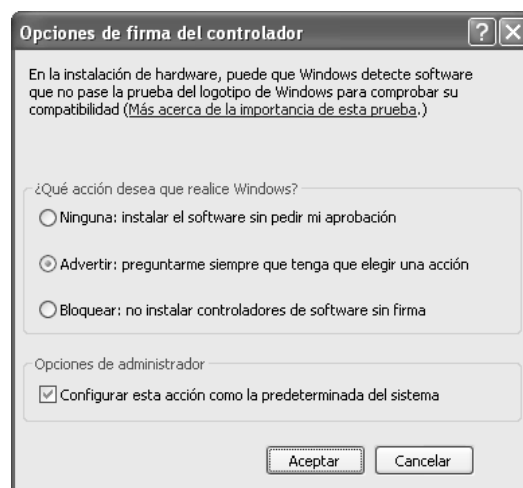 Opciones de firma del controlador
En la instalación de hardware, puede que Windows detecte software
que no pase la prueba del logotipo de Windows para comprobar su
compatibilidad (Más acerca de la importancia de esta prueba.)
¿Qué acción desea que realice Windows?
Ninguna: instalar el software sin pedir mi aprobación
Advertir: preguntarme siempre que tenga que elegir una acción
Bloquear: no instalar controladores de software sin firma
Opciones de administrador
Configurar esta acción como la predeterminada del sistema
Aceptar Cancelar